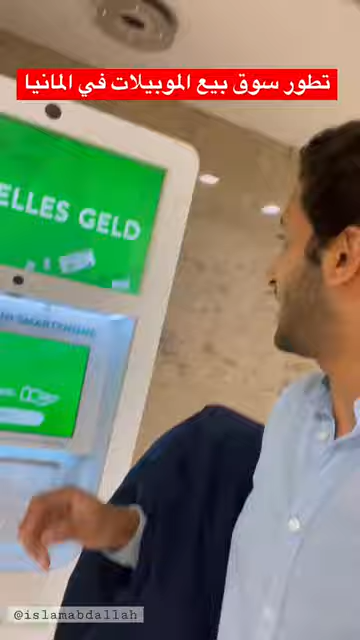 تطور سوق بيع الموبيلات في المانيا
ELLES GELD
@islamabdallah